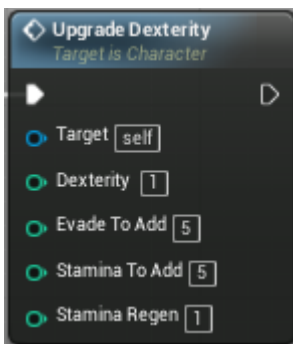 Upgrade Dexterity
Target is Character
Target self
Dexterity 1
Evade To Add 5
Stamina To Add 5
Stamina Regen 1